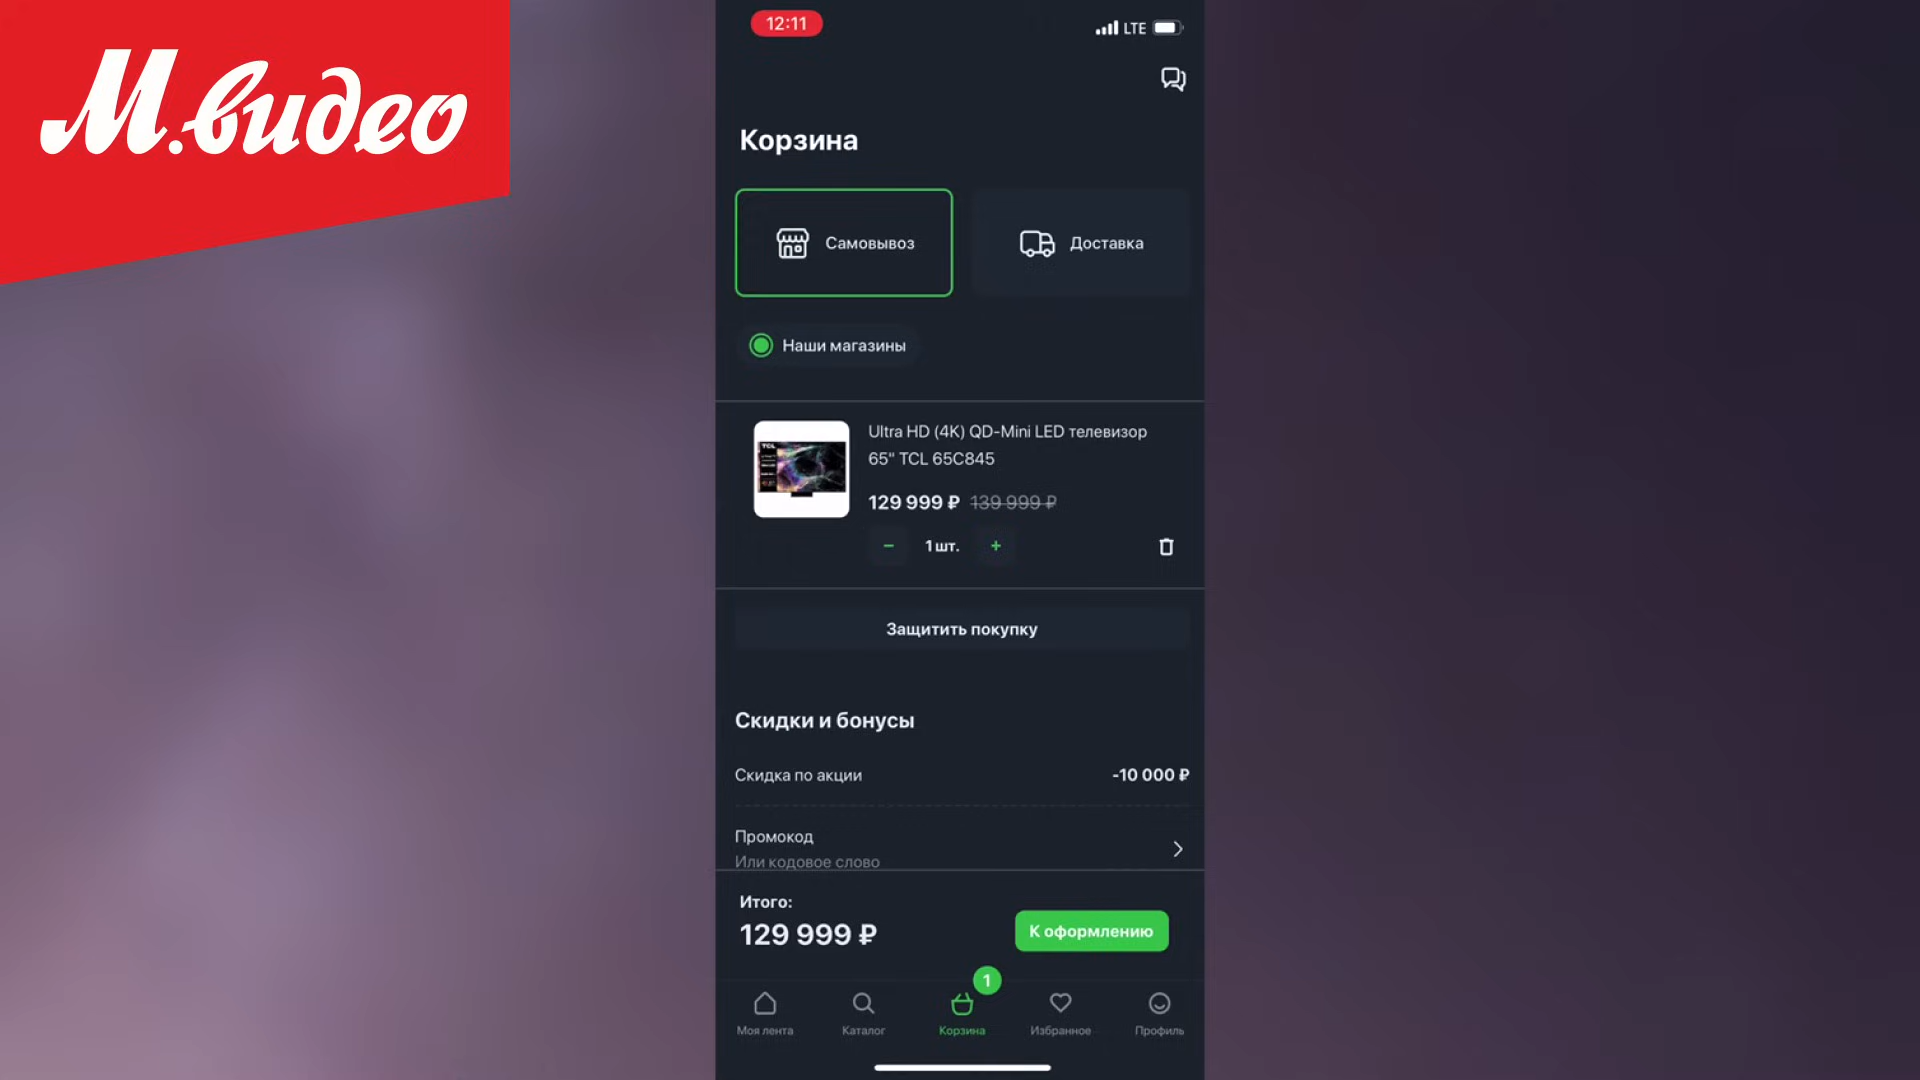 М.видео
12:11
LTE
Корзина
Самовывоз
Доставка
Наши магазины
Ultra HD (4K) QD-Mini LED телевизор
65" TCL 65C845
129 999 ₽ 139 999 ₽
− 1 шт. +
Защитить покупку
Скидки и бонусы
Скидка по акции -10 000 ₽
Промокод
Или кодовое слово
Итого:
129 999 ₽
К оформлению
1
Моя лента Каталог Корзина Избранное Профиль